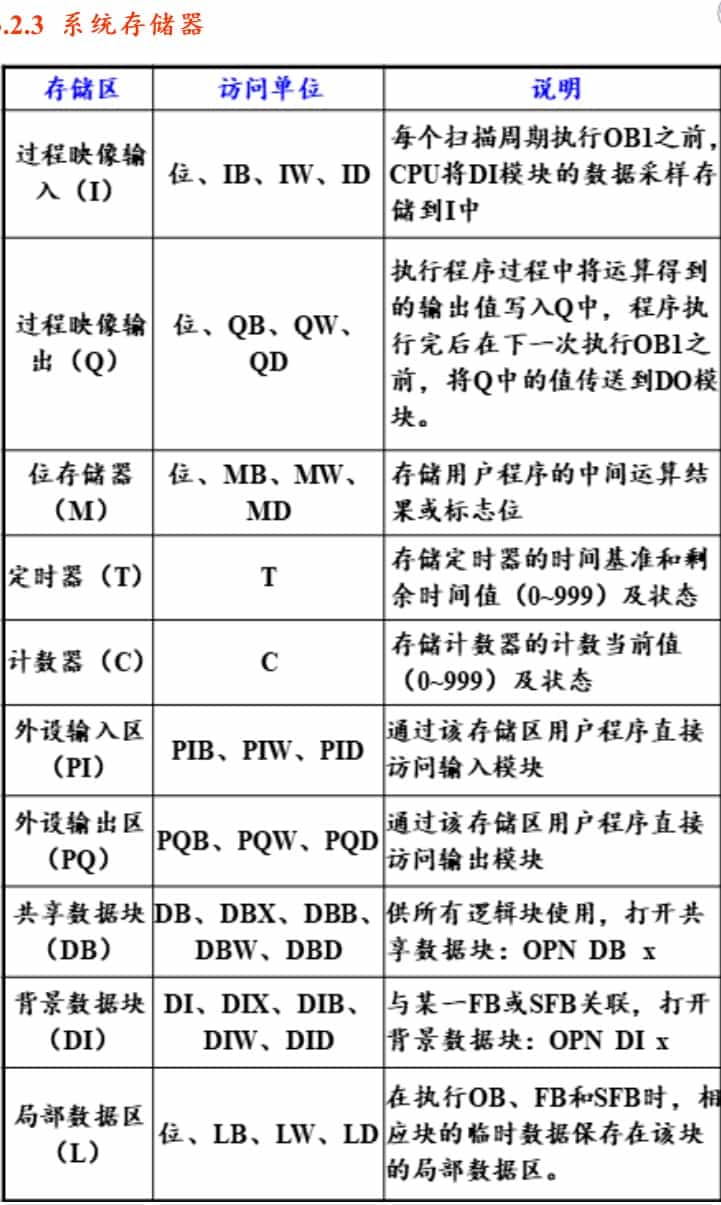 .2.3 系统存储器
存储区 访问单位 说明
过程映像输
入（I）
位、IB、IW、ID
每个扫描周期执行OB1之前，
CPU将DI模块的数据采样存
储到I中
过程映像输
出（Q）
位、QB、QW、
QD
执行程序过程中将运算得到
的输出值写入Q中，程序执
行完后在下一次执行OB1之
前，将Q中的值传送到DO模
块。
位存储器
（M）
位、MB、MW、
MD
存储用户程序的中间运算结
果或标志位
定时器（T）
T
存储定时器的时间基准和剩
余时间值（0~999）及状态
计数器（C）
C
存储计数器的计数当前值
（0~999）及状态
外设输入区
（PI）
PIB、PIW、PID
通过该存储区用户程序直接
访问输入模块
外设输出区
（PQ）
PQB、PQW、PQD
通过该存储区用户程序直接
访问输出模块
共享数据块
（DB）
DB、DBX、DBB、
DBW、DBD
供所有逻辑块使用，打开共
享数据块：OPN DB x
背景数据块
（DI）
DI、DIX、DIB、
DIW、DID
与某一FB或SFB关联，打开
背景数据块：OPN DI x
局部数据区
（L）
位、LB、LW、LD
在执行OB、FB和SFB时，相
应块的临时数据保存在该块
的局部数据区。